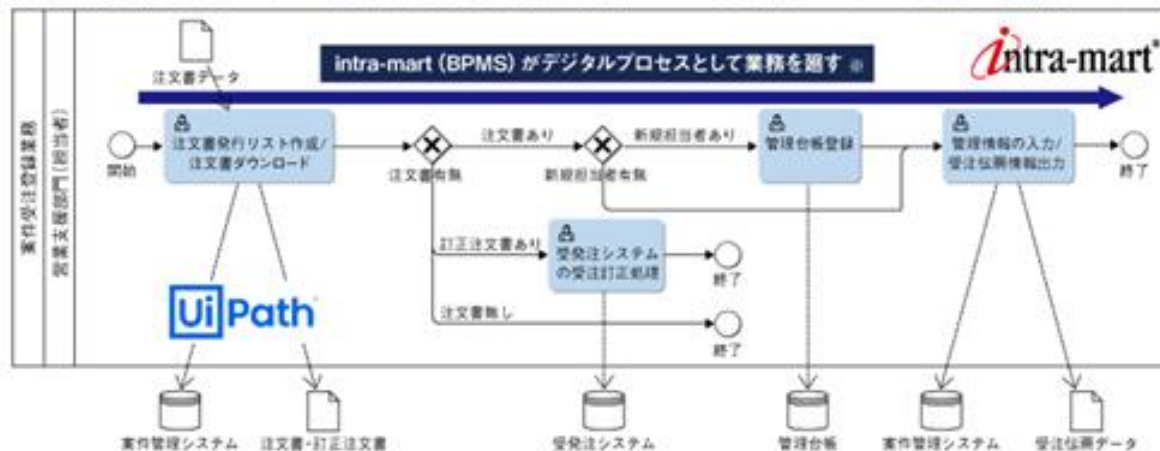 注文書データ
intra-mart（BPMS）がデジタルプロセスとして業務を廻す ※
intra-mart
案件受注登録業務
営業支援部門（担当者）
開始
注文書発行リスト作成/
注文書ダウンロード
注文書有無
注文書あり
新規担当者有無
新規担当者あり
管理台帳登録
管理情報の入力/
受注伝票情報出力
終了
訂正注文書あり
受発注システム
の受注訂正処理
終了
注文書無し
終了
UiPath
案件管理システム
注文書・訂正注文書
受発注システム
管理台帳
案件管理システム
受注伝票データ